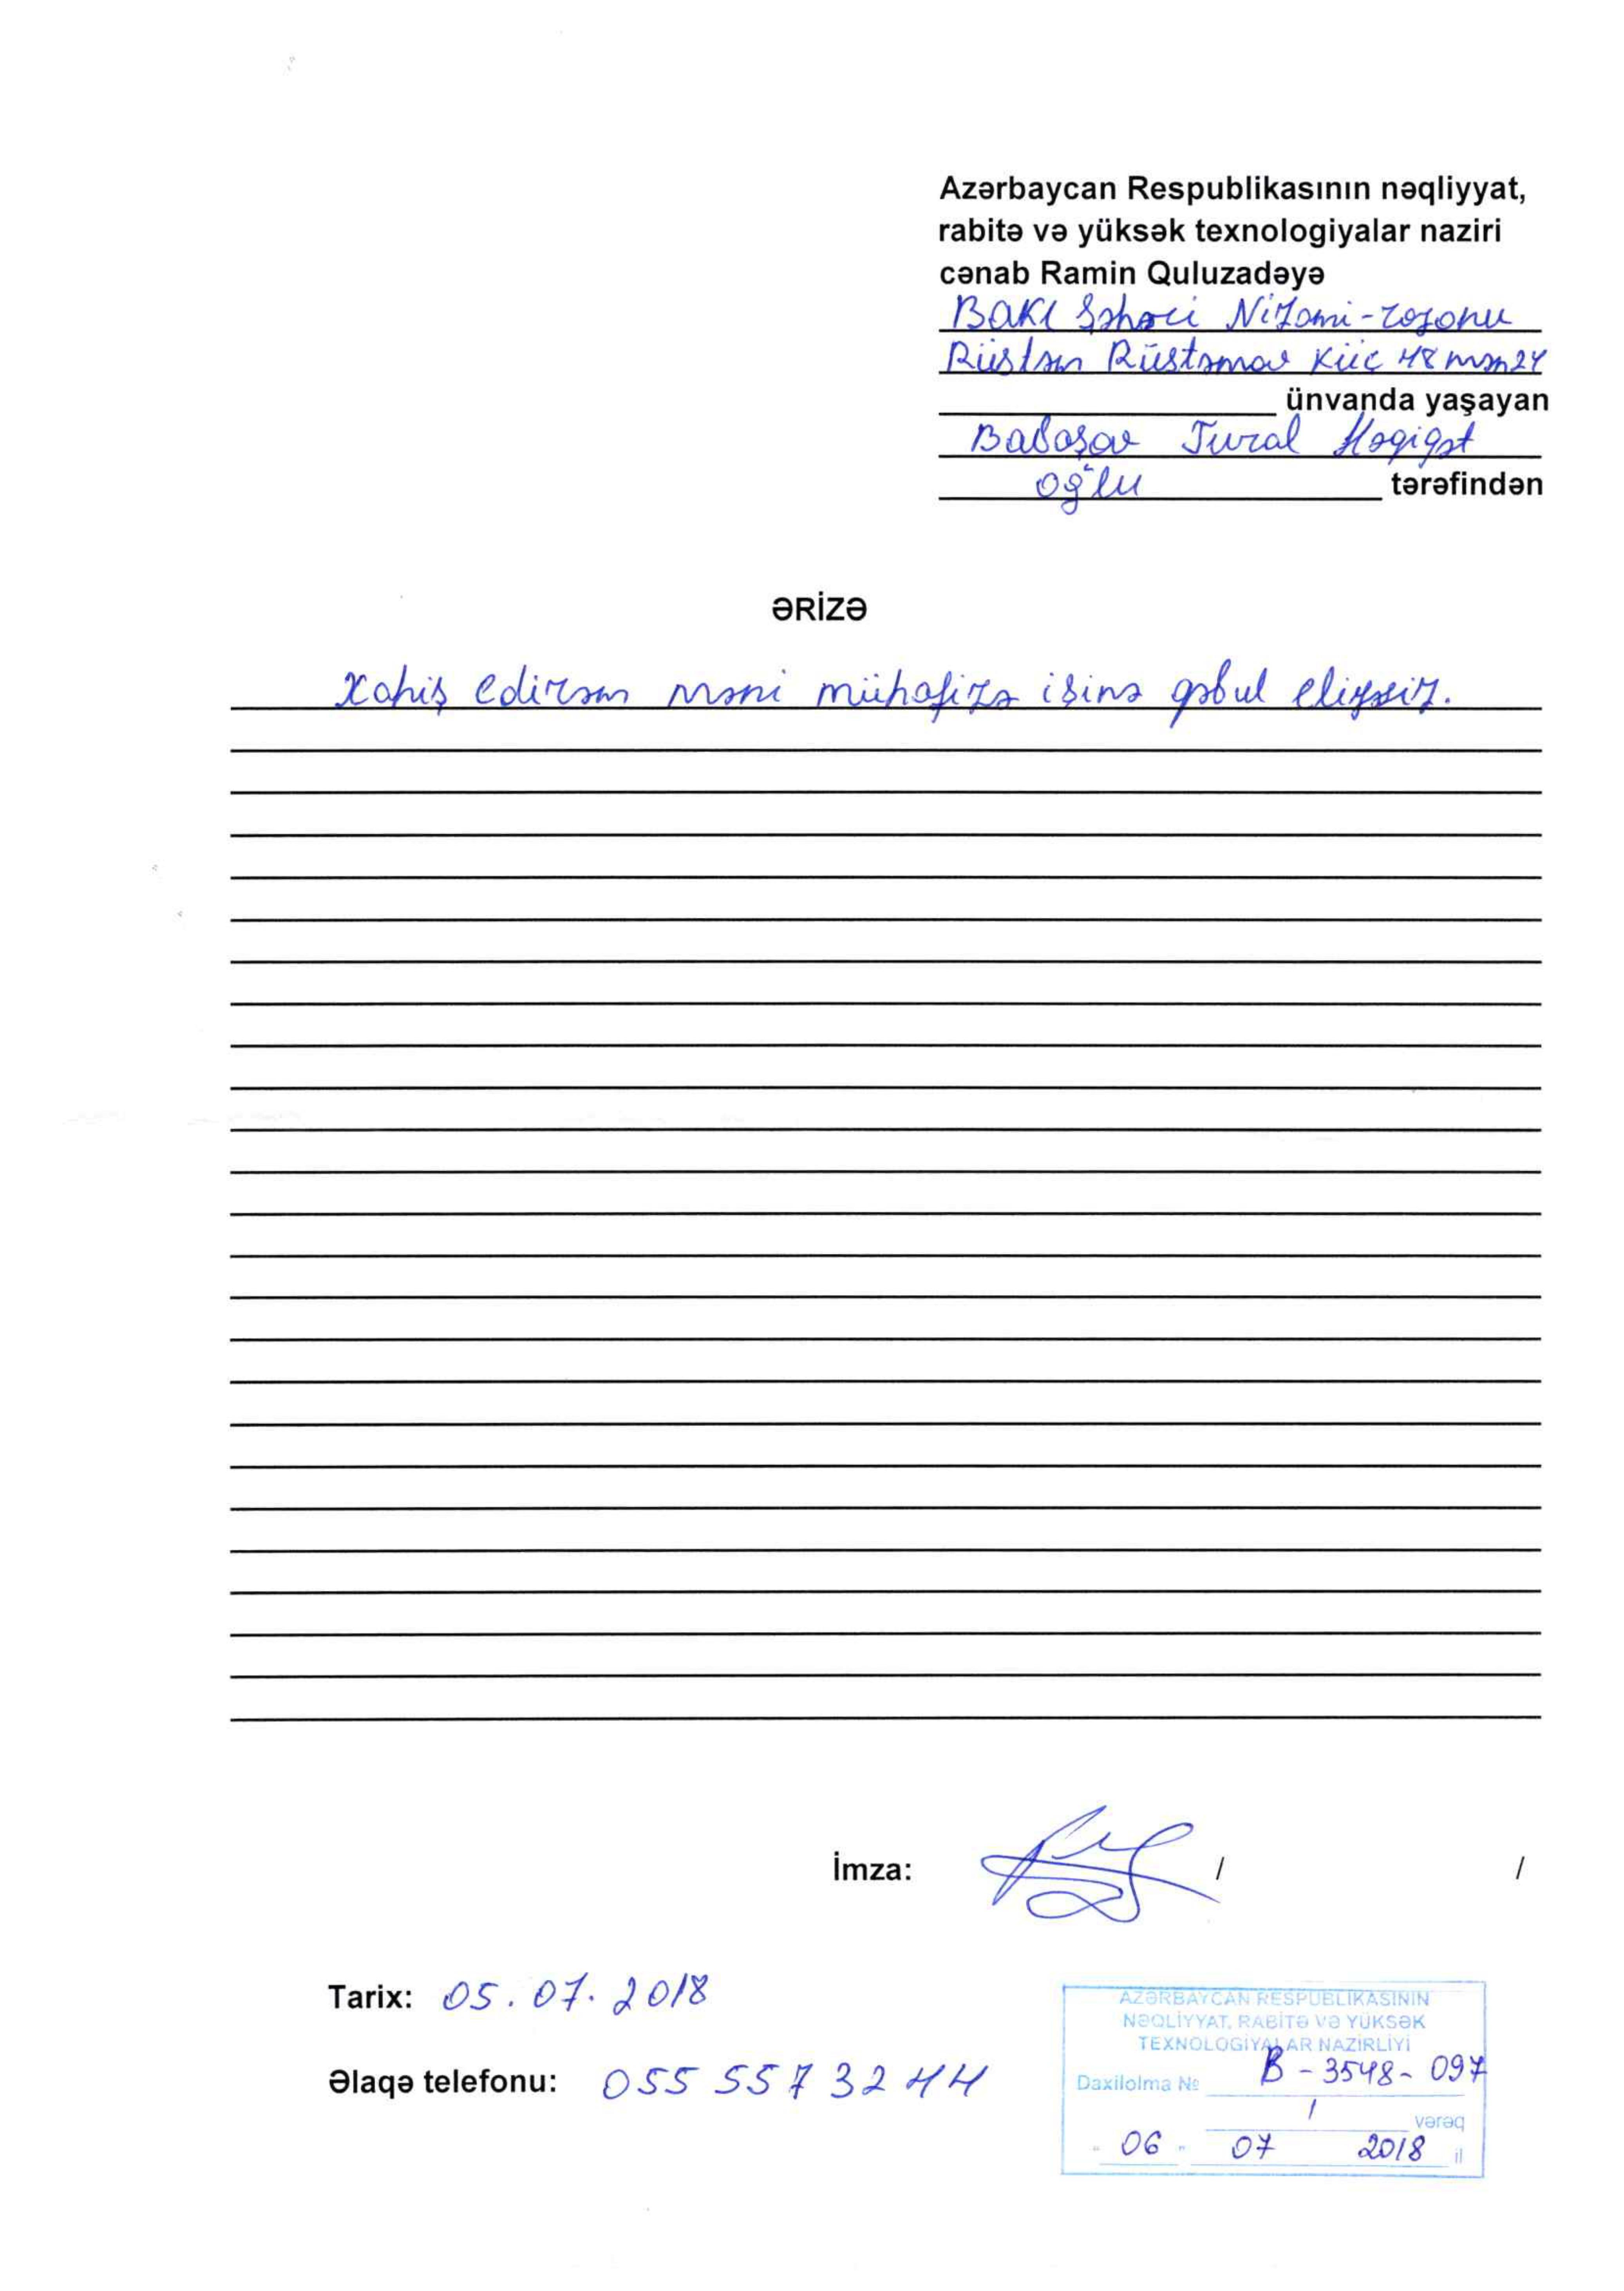 Azərbaycan Respublikasının nəqliyyat,
rabitə və yüksək texnologiyalar naziri
cənab Ramin Quluzadəyə
Bakı Şəhəri Nizami-rayonu
Rüstəm Rüstəmov Küç 48 mən 24
ünvanda yaşayan
Babaşov Tural Həqiqət
oğlu tərəfindən
ƏRİZƏ
Xahiş edirəm məni mühafizə işinə qəbul eliyəsiz.
İmza: / /
Tarix: 05.07.2018
Əlaqə telefonu: 055 557 32 44
AZƏRBAYCAN RESPUBLİKASININ
NƏQLİYYAT, RABİTƏ VƏ YÜKSƏK
TEXNOLOGİYALAR NAZİRLİYİ
Daxilolma № B-3548-097
1 vərəq
" 06 " 07 2018 il